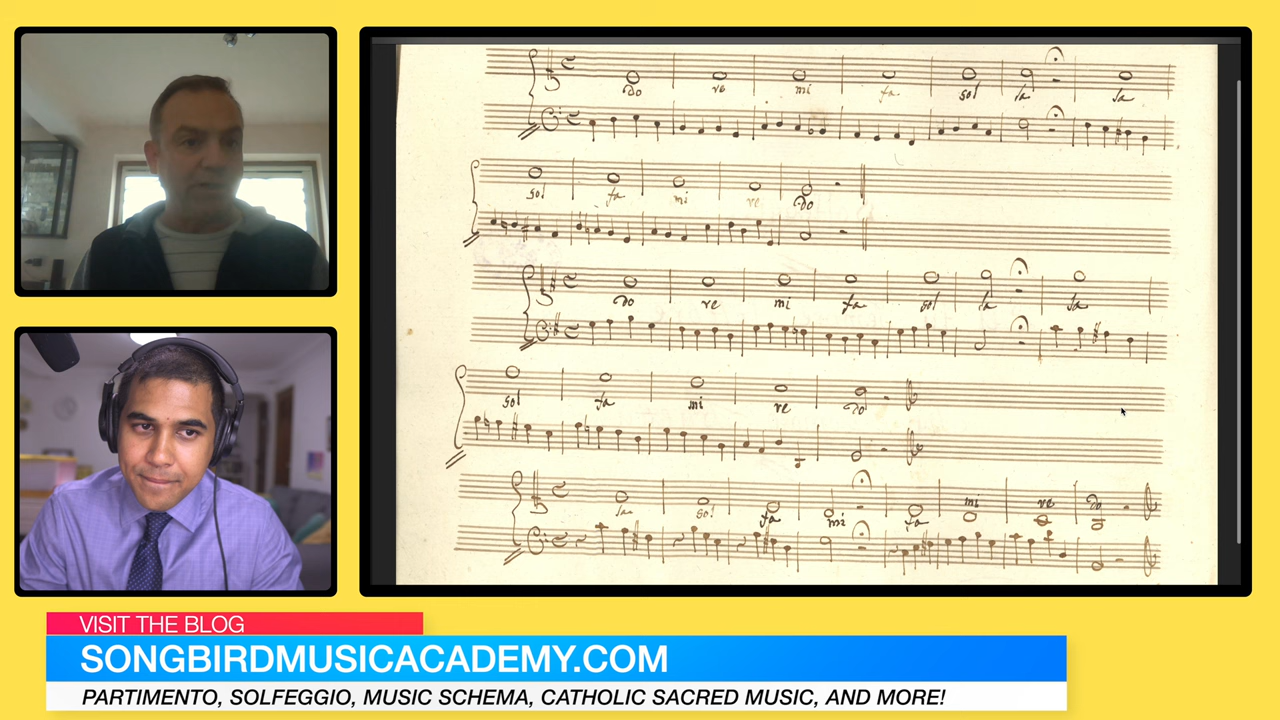 do re mi fa sol la la
sol fa mi re do
do re mi fa sol la la
sol fa mi re do
la sol fa mi fa mi re do
VISIT THE BLOG
SONGBIRDMUSICACADEMY.COM
PARTIMENTO, SOLFEGGIO, MUSIC SCHEMA, CATHOLIC SACRED MUSIC, AND MORE!